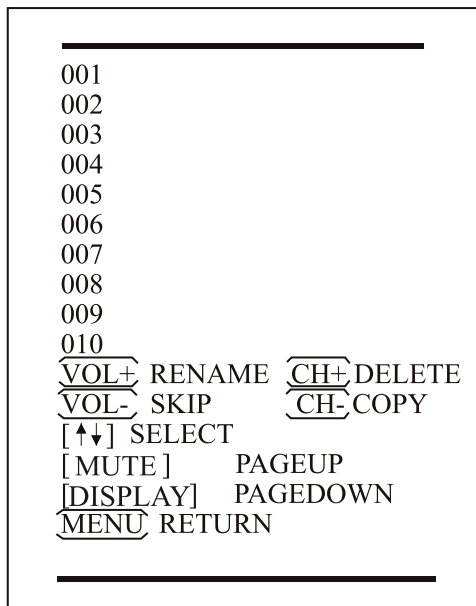 001
002
003
004
005
006
007
008
009
010
VOL+ RENAME CH+ DELETE
VOL- SKIP CH- COPY
[↑↓] SELECT
[MUTE] PAGEUP
[DISPLAY] PAGEDOWN
MENU RETURN